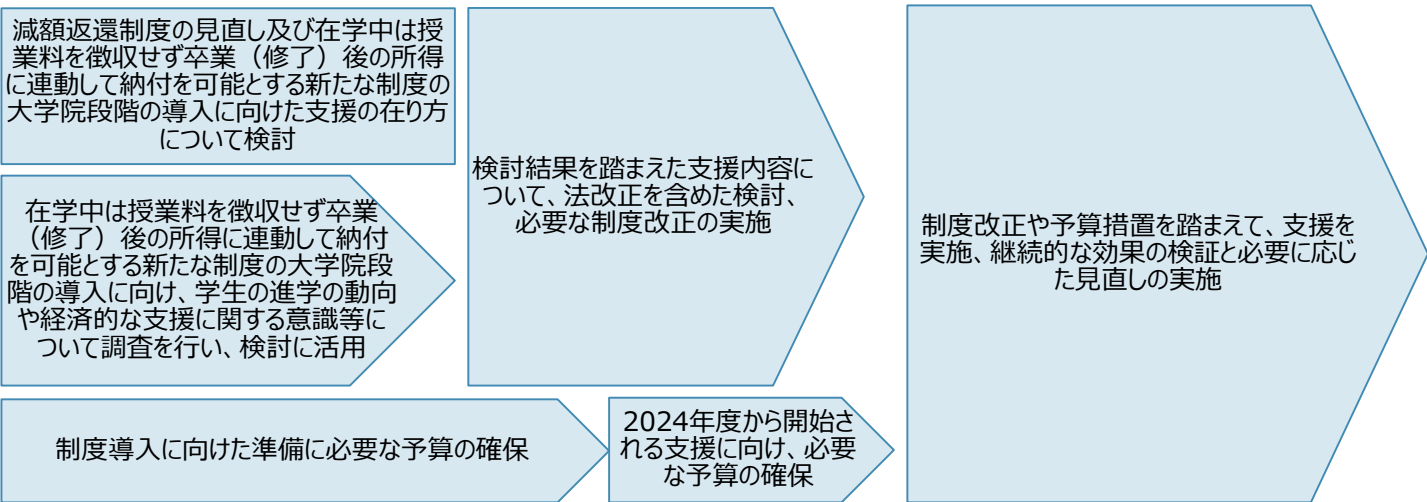 減額返還制度の見直し及び在学中は授
業料を徴収せず卒業（修了）後の所得
に連動して納付を可能とする新たな制度の
大学院段階の導入に向けた支援の在り方
について検討
在学中は授業料を徴収せず卒業
（修了）後の所得に連動して納付
を可能とする新たな制度の大学院段
階の導入に向け、学生の進学の動向
や経済的な支援に関する意識等に
ついて調査を行い、検討に活用
検討結果を踏まえた支援内容に
ついて、法改正を含めた検討、
必要な制度改正の実施
制度導入に向けた準備に必要な予算の確保
2024年度から開始さ
れる支援に向け、必要
な予算の確保
制度改正や予算措置を踏まえて、支援を
実施、継続的な効果の検証と必要に応じ
た見直しの実施